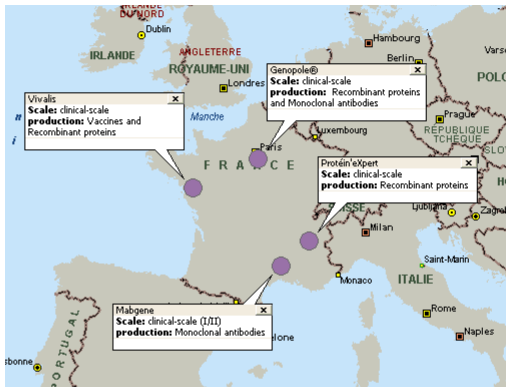 IRLANDE
DU NORD
Dublin
IRLANDE
ANGLETERRE
ROYAUME-UNI
Londres
Hambourg
Berlin
Genopole®
Scale: clinical-scale
production: Recombinant proteins
and Monoclonal antibodies
Vivalis
Scale: clinical-scale
production: Vaccines and
Recombinant proteins
Manche
Prague
RÉPUBLIQUE
TCHÈQUE
Luxembourg
Paris
FRANCE
Protéin'eXpert
Scale: clinical-scale
production: Recombinant proteins
SUISSE
Ljubljana
Zagre
Milan
Saint-Marin
Monaco
ITALIE
Rome
Naples
Mabgene
Scale: clinical-scale (I/II)
production: Monoclonal antibodies
elone
PORTUGAL
sbonne